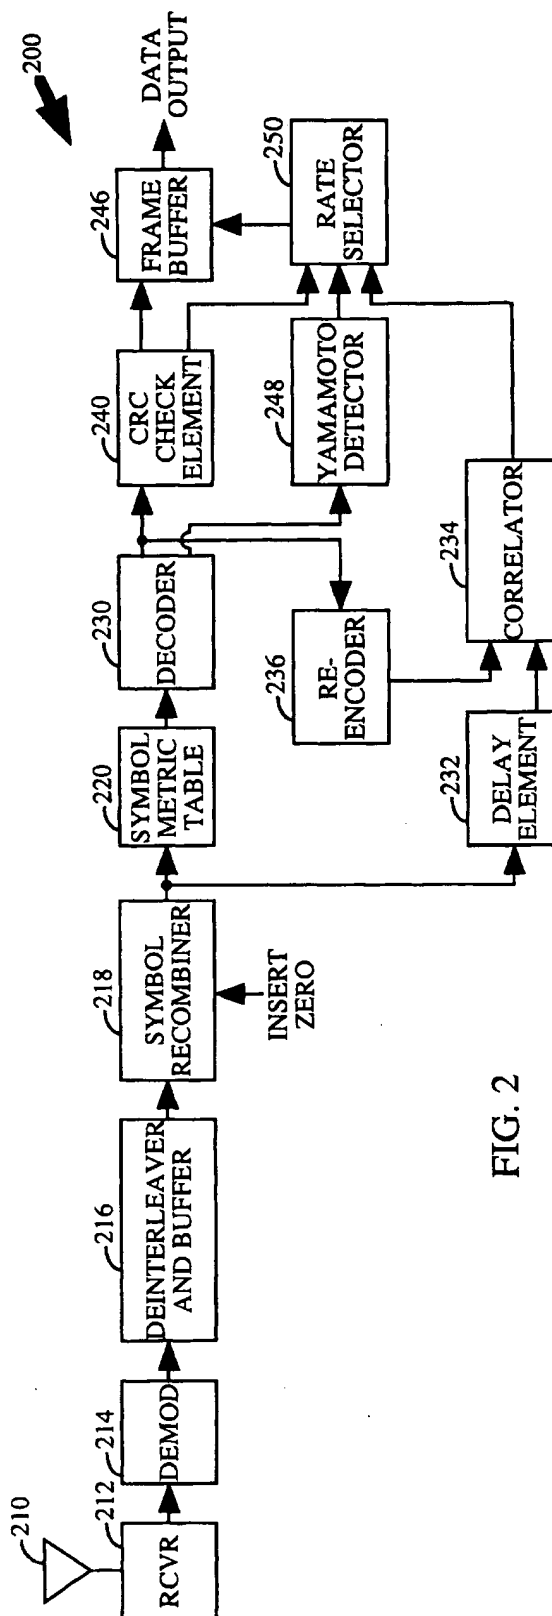 200
210
212
RCVR
214
DEMOD
216
DEINTERLEAVER
AND BUFFER
218
SYMBOL
RECOMBINER
INSERT
ZERO
220
SYMBOL
METRIC
TABLE
230
DECODER
240
CRC
CHECK
ELEMENT
246
FRAME
BUFFER
DATA
OUTPUT
236
RE-
ENCODER
248
YAMAMOTO
DETECTOR
250
RATE
SELECTOR
232
DELAY
ELEMENT
234
CORRELATOR
FIG. 2